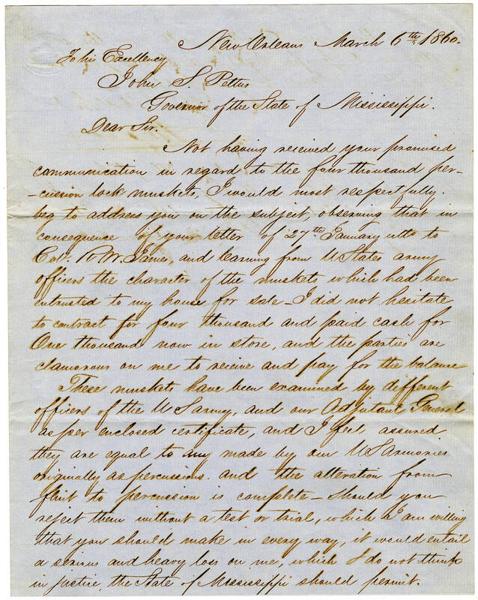 New Orleans March 6th 1860.
To his Excellency
John J. Pettus
Governor of the State of Mississippi.
Dear Sir.
Not having received your promised
communication in regard to the four thousand per-
-cussion lock muskets, I would most respectfully
beg to address you on the subject, observing that in
consequence of your letter of 27th January ulto to
and learning from U States army
officers the character of the muskets which had been
entrusted to my house for sale_ I did not hesitate
to contract for four thousand and paid cash for
One thousand now in store, and the parties are
clamorous on me to receive and pay for the balance
These muskets have been examined by different
officers of the U S army, and our Adjutant General
as per enclosed certificate, and I feel assured
they are equal to any made by our U S Armories
originally as percussions. and the alteration from
flint to percussion is complete_ Should you
reject them without a test or trial, which I am willing
that you should make in every way, it would entail
a serious and heavy loss on me, which I do not think
in justice the State of Mississippi should permit.